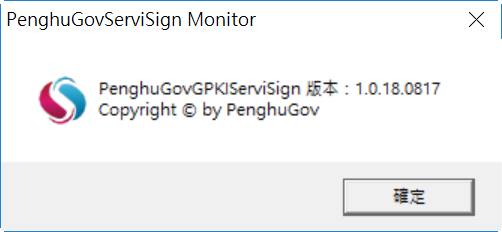 PenghuGovServiSign Monitor
PenghuGovGPKIServiSign 版本：1.0.18.0817
Copyright © by PenghuGov
確定